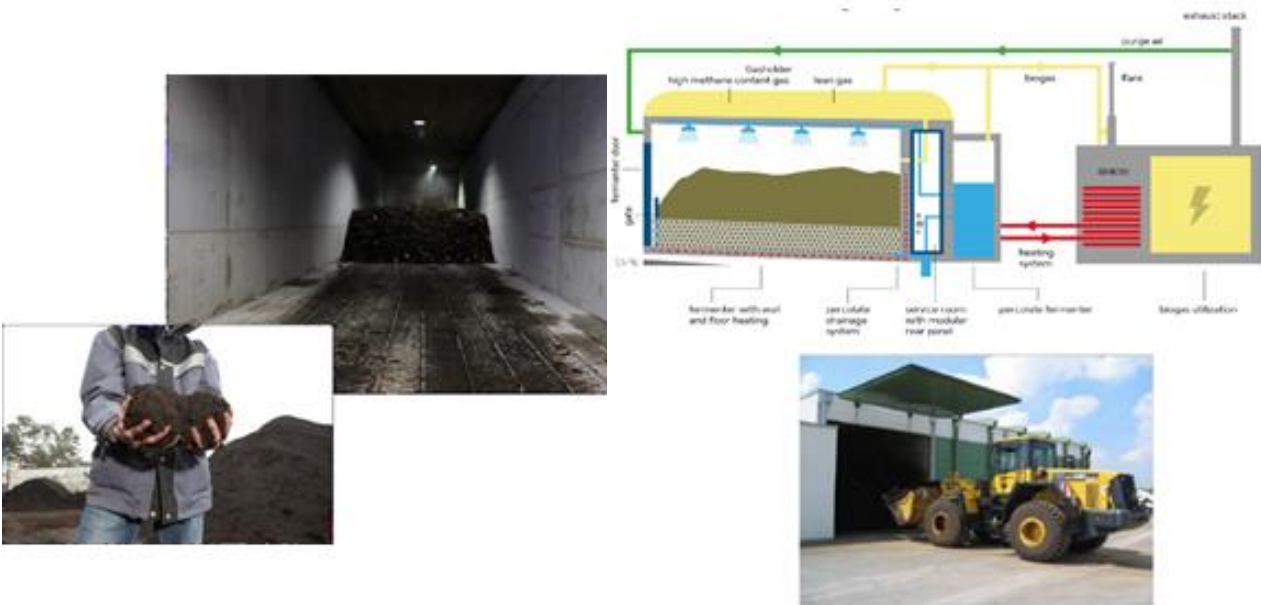 exhaust stack
purge air
Gasholder
high methane content gas
lean gas
biogas
flare
fermenter door
gate
heating
system
fermenter with wall
and floor heating
percolate
drainage
system
service room
with modular
rear panel
percolate fermenter
biogas utilization